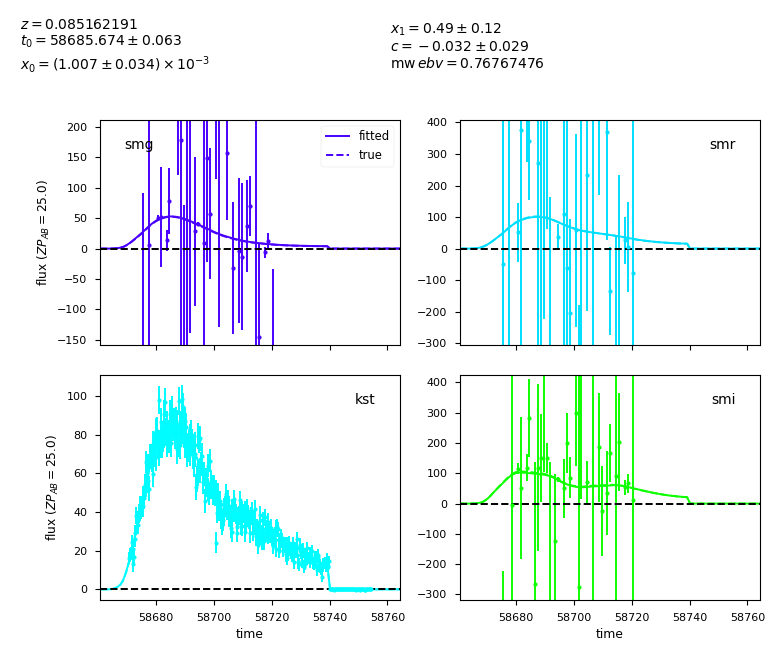 z = 0.085162191
t₀ = 58685.674 ± 0.063
x₀ = (1.007 ± 0.034) × 10⁻³
x₁ = 0.49 ± 0.12
c = −0.032 ± 0.029
mw ebv = 0.76767476
smg
fitted
true
200
150
100
50
0
−50
−100
−150
flux (ZP_AB = 25.0)
smr
400
300
200
100
0
−100
−200
−300
kst
100
80
60
40
20
0
flux (ZP_AB = 25.0)
58680 58700 58720 58740 58760
time
smi
400
300
200
100
0
−100
−200
−300
58680 58700 58720 58740 58760
time